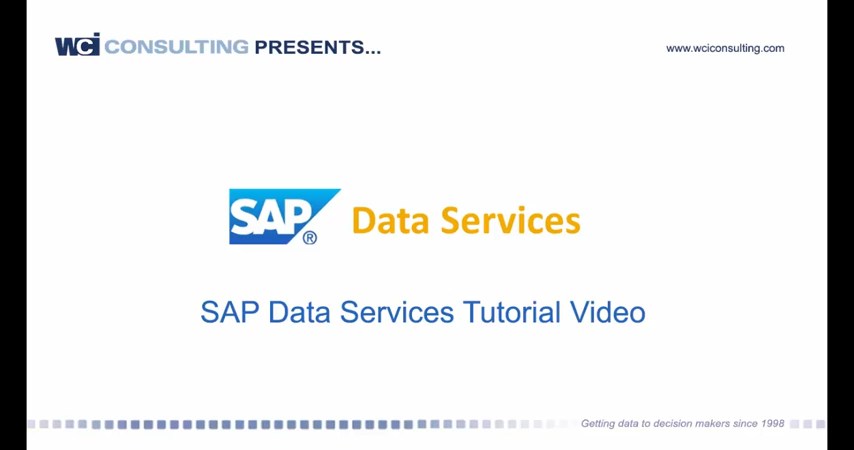 WCI CONSULTING PRESENTS...
www.wciconsulting.com
SAP® Data Services
SAP Data Services Tutorial Video
Getting data to decision makers since 1998